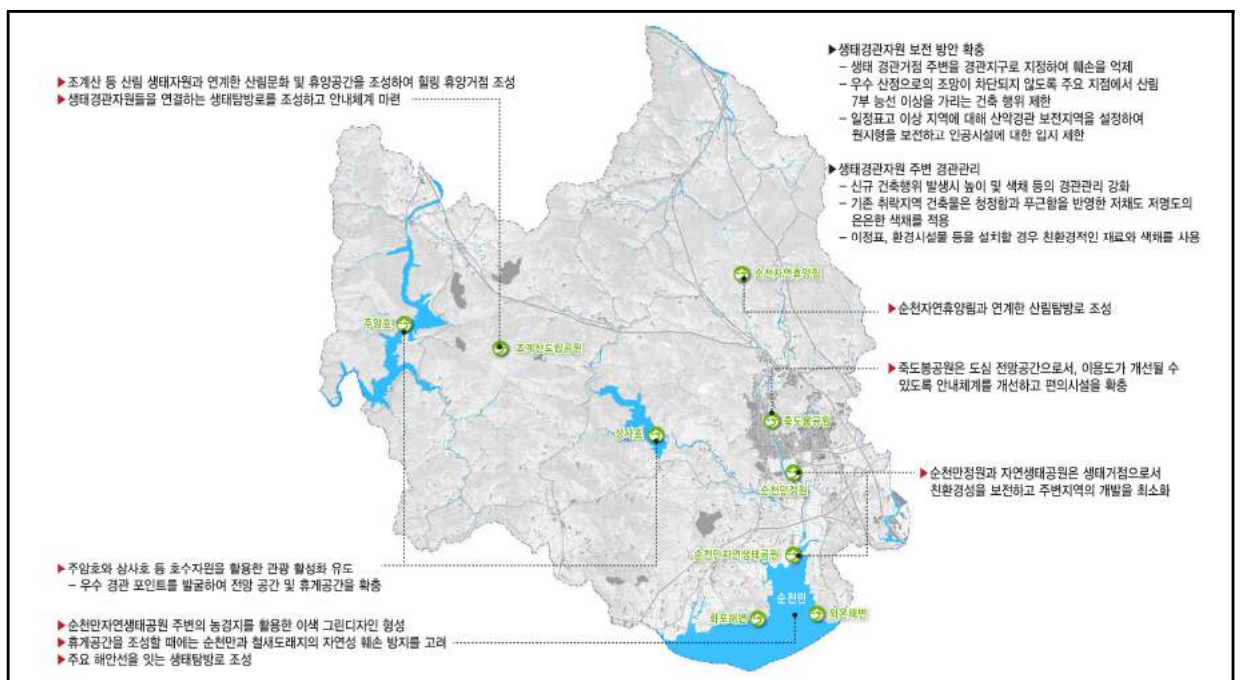 ▶조계산 등 산림 생태자원과 연계한 산림문화 및 휴양공간을 조성하여 힐링 휴양거점 조성
▶생태경관자원들을 연결하는 생태탐방로를 조성하고 안내체계 마련
▶생태경관자원 보전 방안 확충
– 생태 경관거점 주변을 경관지구로 지정하여 훼손을 억제
– 우수 산정으로의 조망이 차단되지 않도록 주요 지점에서 산림
7부 능선 이상을 가리는 건축 행위 제한
– 일정표고 이상 지역에 대해 산악경관 보전지역을 설정하여
원지형을 보전하고 인공시설에 대한 입지 제한
▶생태경관자원 주변 경관관리
– 신규 건축행위 발생시 높이 및 색채 등의 경관관리 강화
– 기존 취락지역 건축물은 청정함과 푸근함을 반영한 저채도 저명도의
은은한 색채를 적용
– 이정표, 환경시설물 등을 설치할 경우 친환경적인 재료와 색채를 사용
순천자연휴양림
▶순천자연휴양림과 연계한 산림탐방로 조성
주암호
조계산도립공원
▶죽도봉공원은 도심 전망공간으로서, 이용도가 개선될 수
있도록 안내체계를 개선하고 편의시설을 확충
죽도봉공원
상사호
▶순천만정원과 자연생태공원은 생태거점으로서
친환경성을 보전하고 주변지역의 개발을 최소화
순천만정원
순천만자연생태공원
▶주암호와 상사호 등 호수자원을 활용한 관광 활성화 유도
– 우수 경관 포인트를 발굴하여 전망 공간 및 휴게공간을 확충
순천만
화포해변
와온해변
▶순천만자연생태공원 주변의 농경지를 활용한 이색 그린디자인 형성
▶휴게공간을 조성할 때에는 순천만과 철새도래지의 자연성 훼손 방지를 고려
▶주요 해안선을 잇는 생태탐방로 조성